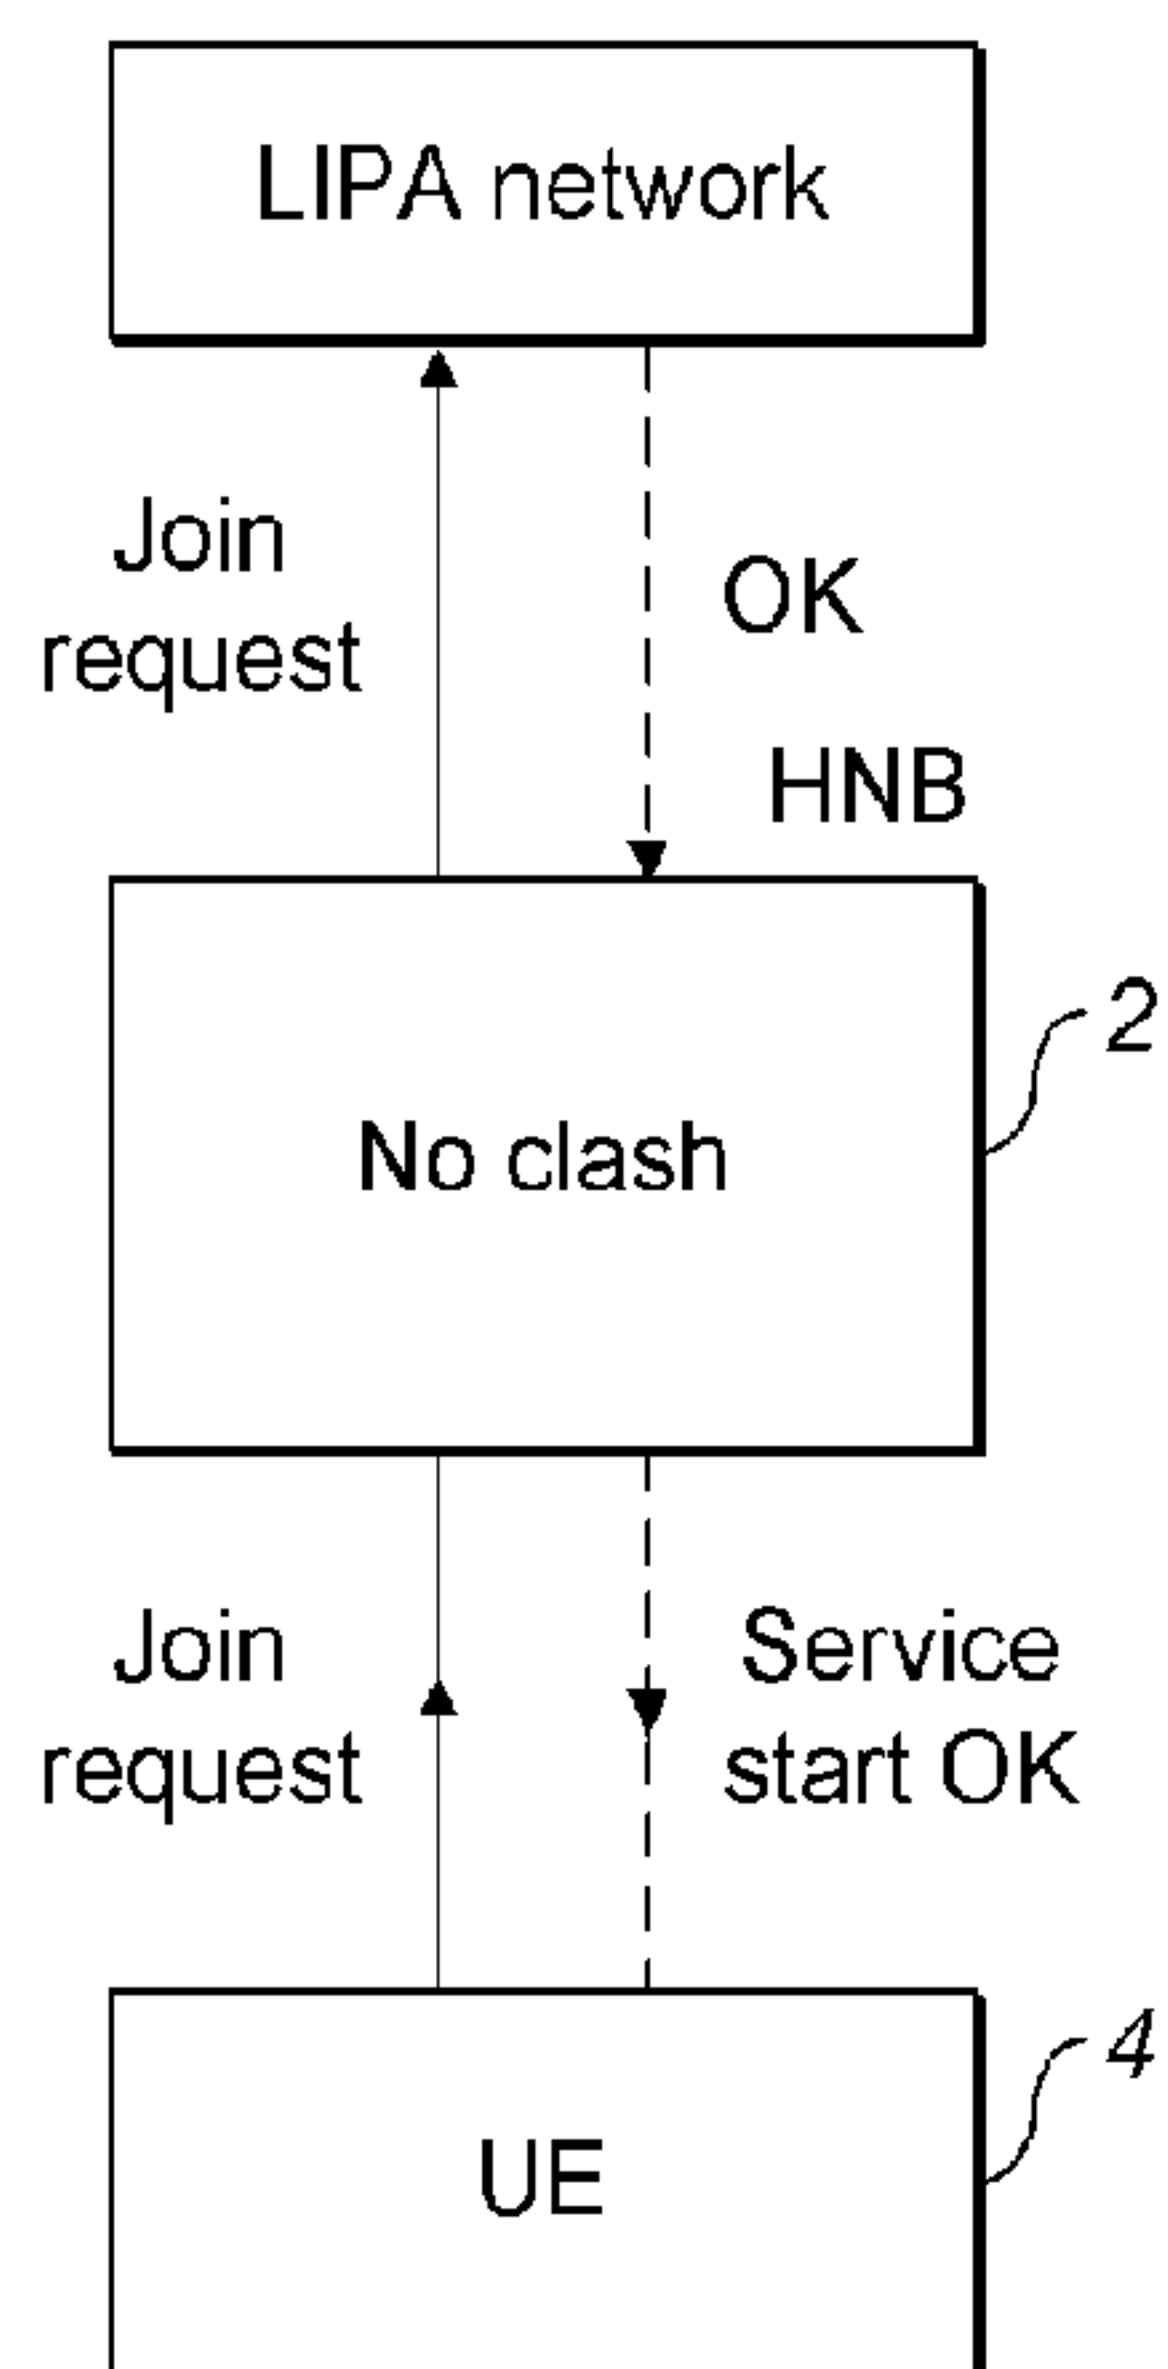 LIPA network
Join
request
OK
HNB
No clash
2
Join
request
Service
start OK
UE
4